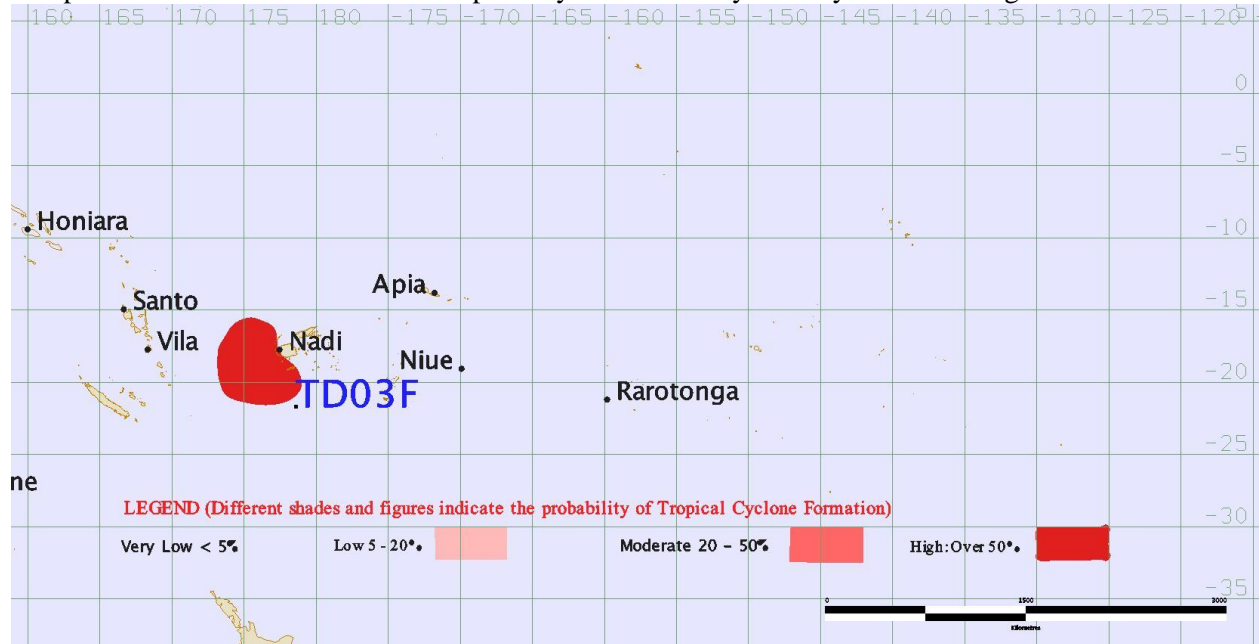 160 165 170 175 180 -175 -170 -160 -155 -150 -145 -140 -135 -130 -125 -120
0
-5
-10
Honiara
Apia
-15
Santo
Vila
Nadi
Niue
-20
TD03F
Rarotonga
-25
ne
LEGEND (Different shades and figures indicate the probability of Tropical Cyclone Formation)
-30
Very Low < 5%
Low 5 - 20%
Moderate 20 - 50%
High: Over 50%
-35
0 1500 3000
Kilometres